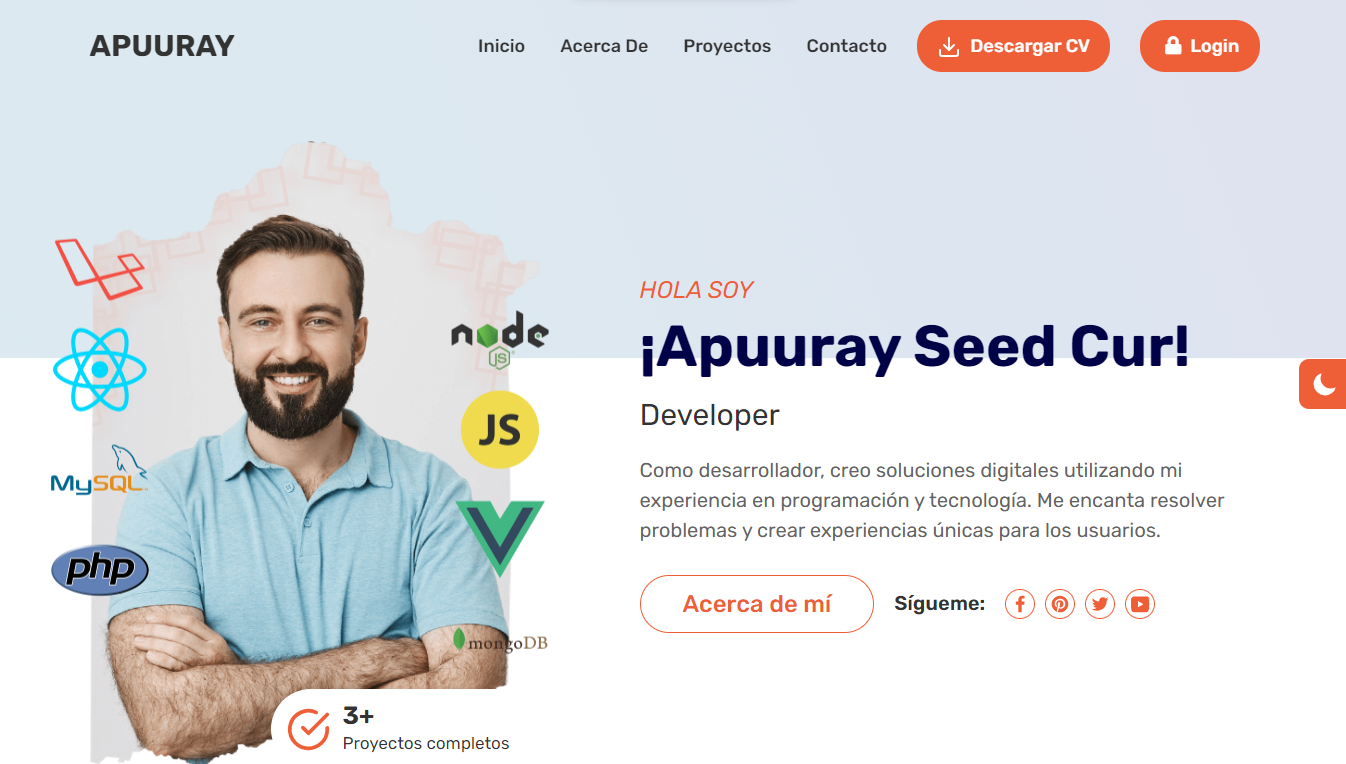 APUURAY
Inicio
Acerca De
Proyectos
Contacto
Descargar CV
Login
HOLA SOY
¡Apuuray Seed Cur!
Developer
Como desarrollador, creo soluciones digitales utilizando mi
experiencia en programación y tecnología. Me encanta resolver
problemas y crear experiencias únicas para los usuarios.
Acerca de mí
Sígueme:
node
JS
JS
MySQL
php
mongoDB
3+
Proyectos completos